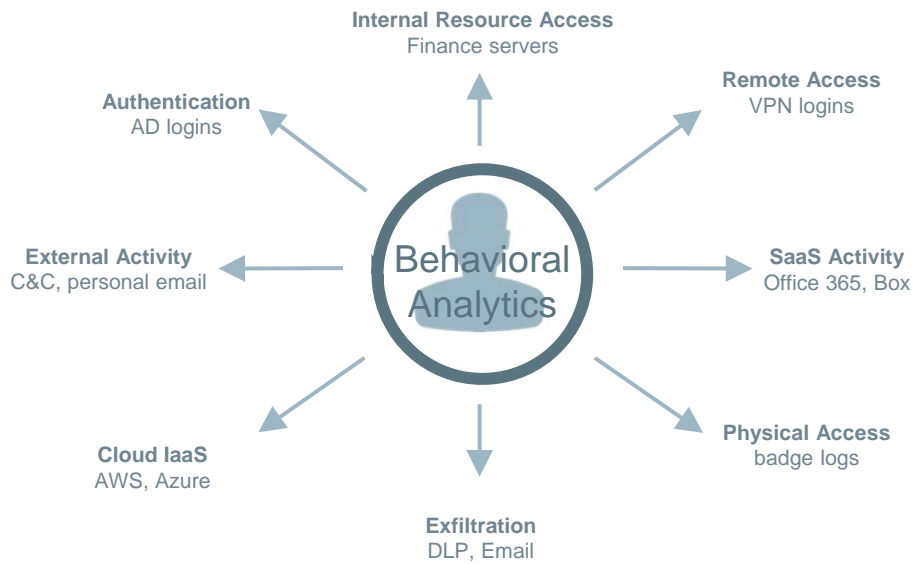 Internal Resource Access
Finance servers
Remote Access
VPN logins
Authentication
AD logins
Behavioral
Analytics
External Activity
C&C, personal email
SaaS Activity
Office 365, Box
Physical Access
badge logs
Cloud IaaS
AWS, Azure
Exfiltration
DLP, Email